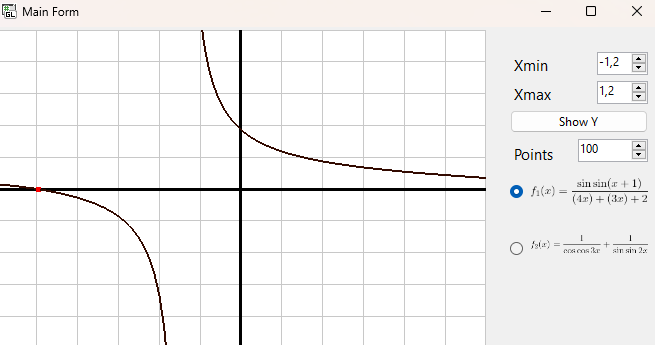 GL Main Form
Xmin -1,2
Xmax 1,2
Show Y
Points 100
f₁(x) = sin sin(x + 1) / (4x) + (3x) + 2
f₂(x) = 1 / cos cos 3x + 1 / sin sin 2x